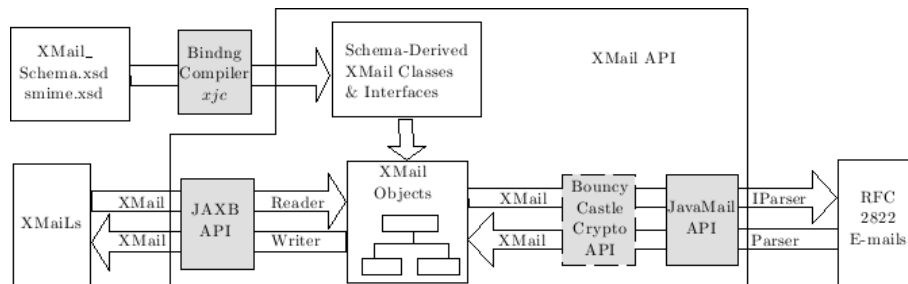 XMail_
Schema.xsd
smime.xsd
Bindng
Compiler
xjc
Schema-Derived
XMail Classes
& Interfaces
XMail API
XMaiLs
XMail
XMail
JAXB
API
Reader
Writer
XMail
Objects
XMail
XMail
Bouncy
Castle
Crypto
API
JavaMail
API
IParser
Parser
RFC
2822
E-mails